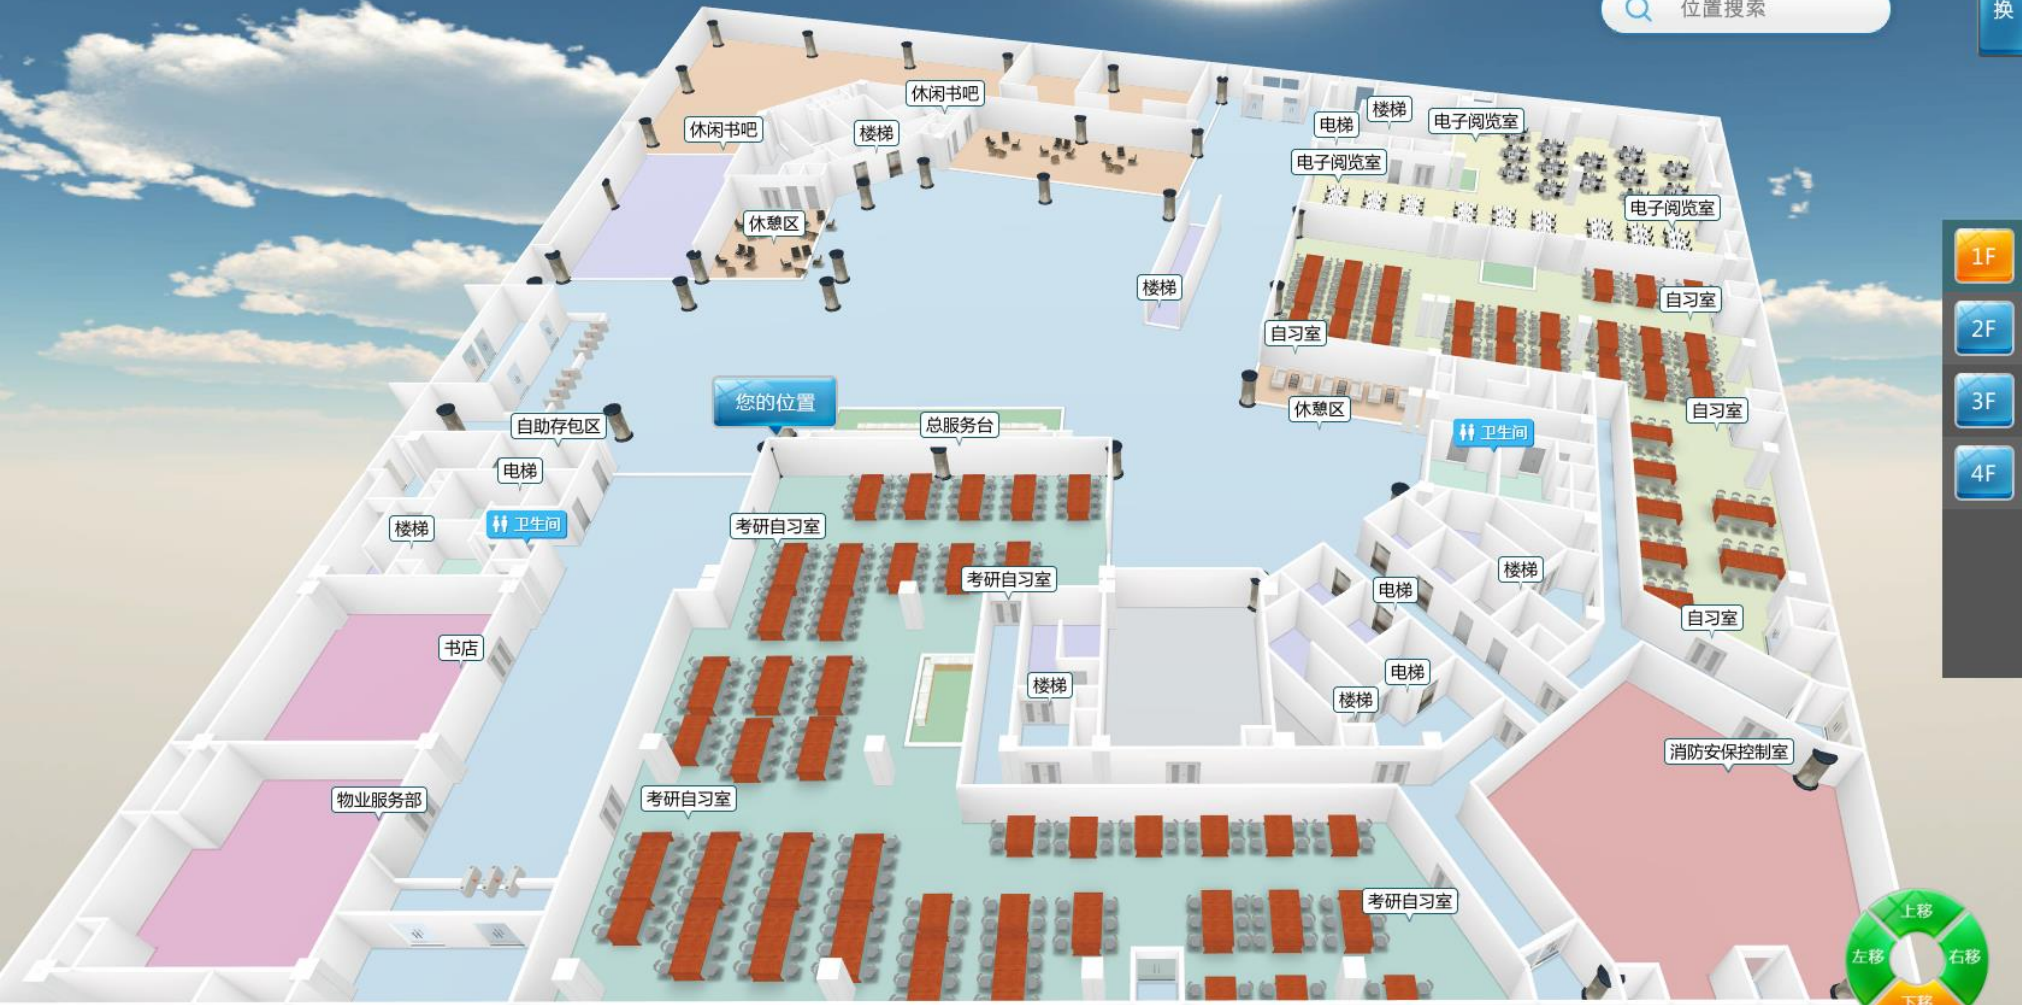 位置搜索
换
休闲书吧
休闲书吧
楼梯
电梯
楼梯
电子阅览室
电子阅览室
电子阅览室
休憩区
楼梯
1F
2F
3F
4F
自习室
自习室
自习室
休憩区
您的位置
总服务台
自助存包区
卫生间
电梯
楼梯
卫生间
考研自习室
考研自习室
楼梯
电梯
自习室
书店
楼梯
电梯
楼梯
消防安保控制室
物业服务部
考研自习室
考研自习室
上移
左移
右移
下移